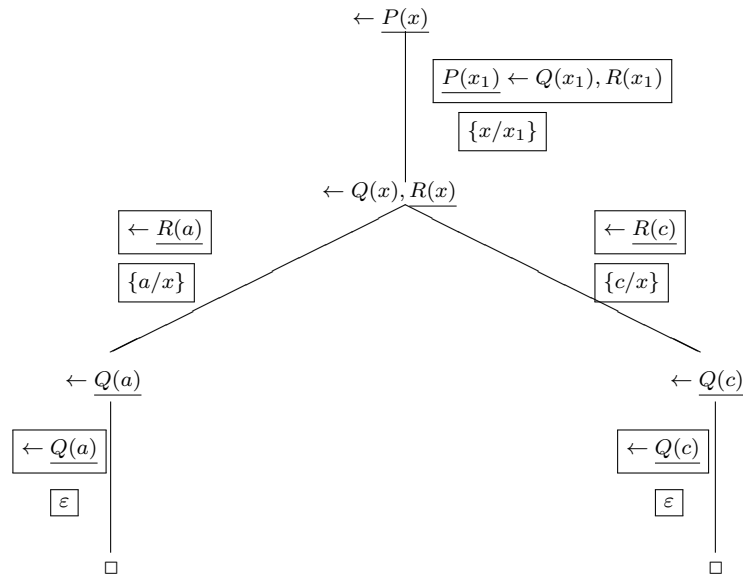 ← P(x)
P(x₁) ← Q(x₁), R(x₁)
{x/x₁}
← Q(x), R(x)
← R(a)
← R(c)
{a/x}
{c/x}
← Q(a)
← Q(c)
← Q(a)
← Q(c)
ε
ε
□
□